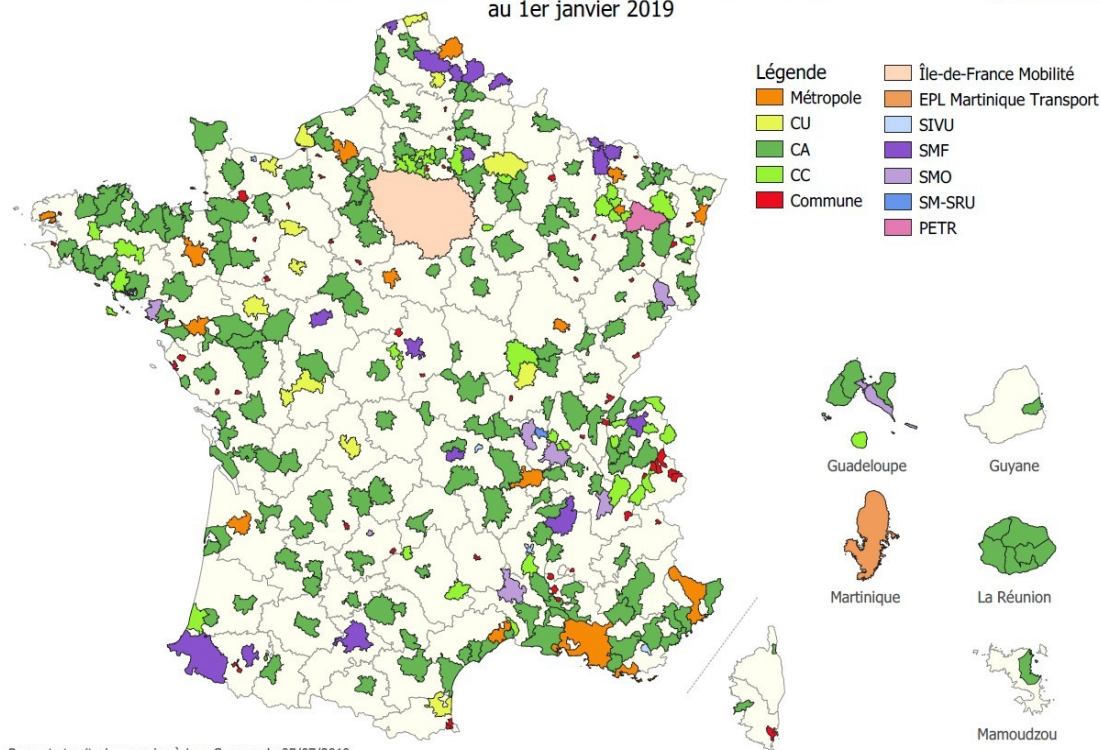 au 1er janvier 2019
Légende
Métropole
CU
CA
CC
Commune
Île-de-France Mobilité
EPL Martinique Transport
SIVU
SMF
SMO
SM-SRU
PETR
Guadeloupe
Guyane
Martinique
La Réunion
Mamoudzou